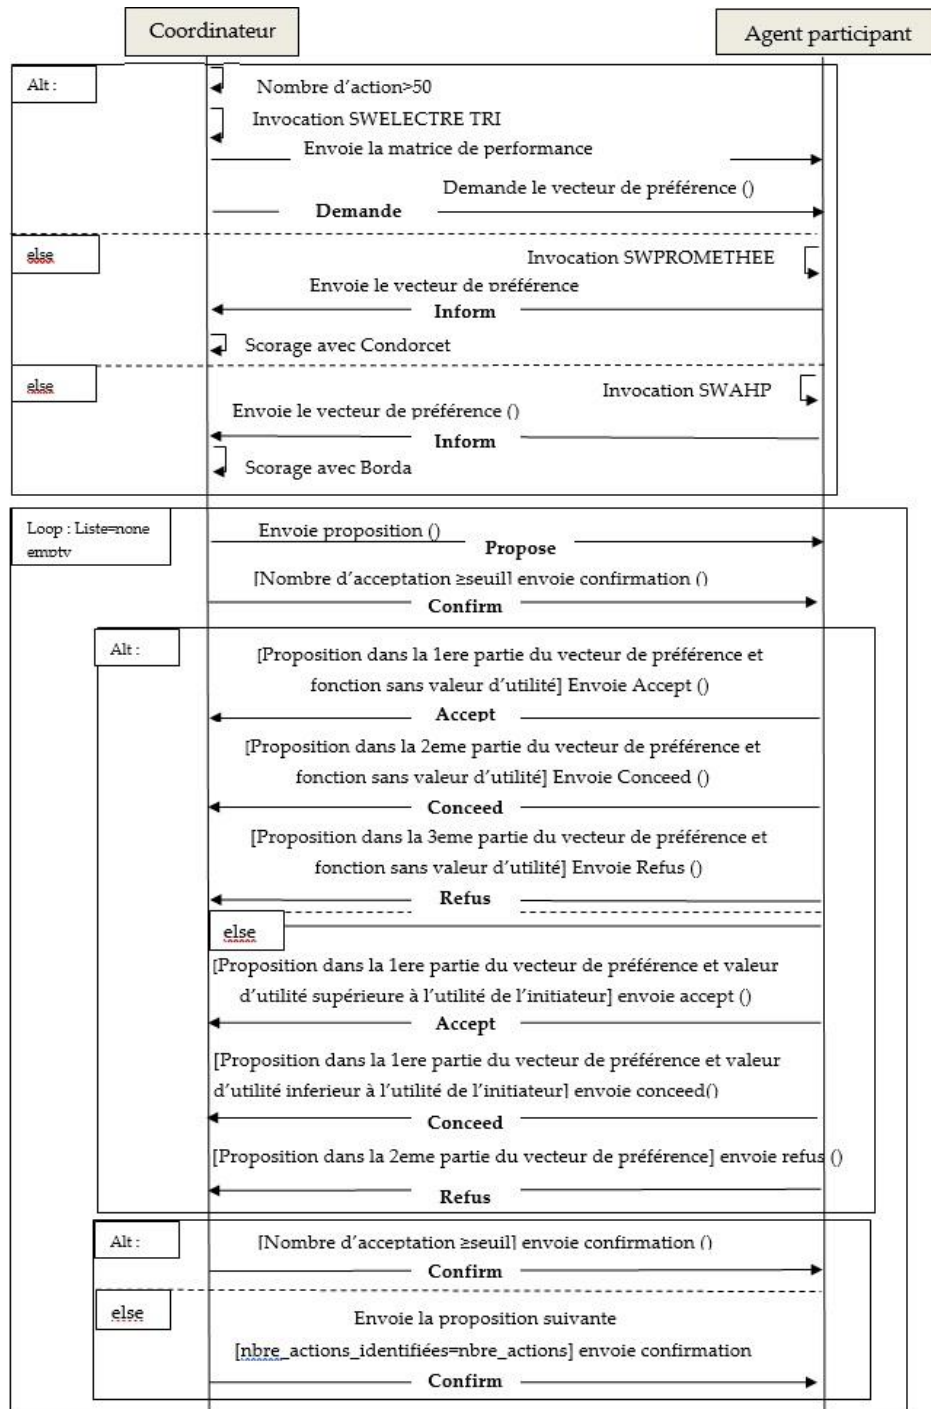 Coordinateur
Agent participant
Alt :
Nombre d'action>50
Invocation SWELECTRE TRI
Envoie la matrice de performance
Demande le vecteur de préférence ()
Demande
else
Invocation SWPROMETHEE
Envoie le vecteur de préférence
Inform
Scorage avec Condorcet
else
Invocation SWAHP
Envoie le vecteur de préférence ()
Inform
Scorage avec Borda
Loop : Liste=none
empty
Envoie proposition ()
Propose
[Nombre d'acceptation ≥seuil] envoie confirmation ()
Confirm
Alt :
[Proposition dans la 1ere partie du vecteur de préférence et
fonction sans valeur d'utilité] Envoie Accept ()
Accept
[Proposition dans la 2eme partie du vecteur de préférence et
fonction sans valeur d'utilité] Envoie Conceed ()
Conceed
[Proposition dans la 3eme partie du vecteur de préférence et
fonction sans valeur d'utilité] Envoie Refus ()
Refus
else
[Proposition dans la 1ere partie du vecteur de préférence et valeur
d'utilité supérieure à l'utilité de l'initiateur] envoie accept ()
Accept
[Proposition dans la 1ere partie du vecteur de préférence et valeur
d'utilité inferieur à l'utilité de l'initiateur] envoie conceed()
Conceed
[Proposition dans la 2eme partie du vecteur de préférence] envoie refus ()
Refus
Alt :
[Nombre d'acceptation ≥seuil] envoie confirmation ()
Confirm
else
Envoie la proposition suivante
[nbre_actions_identifiées=nbre_actions] envoie confirmation
Confirm